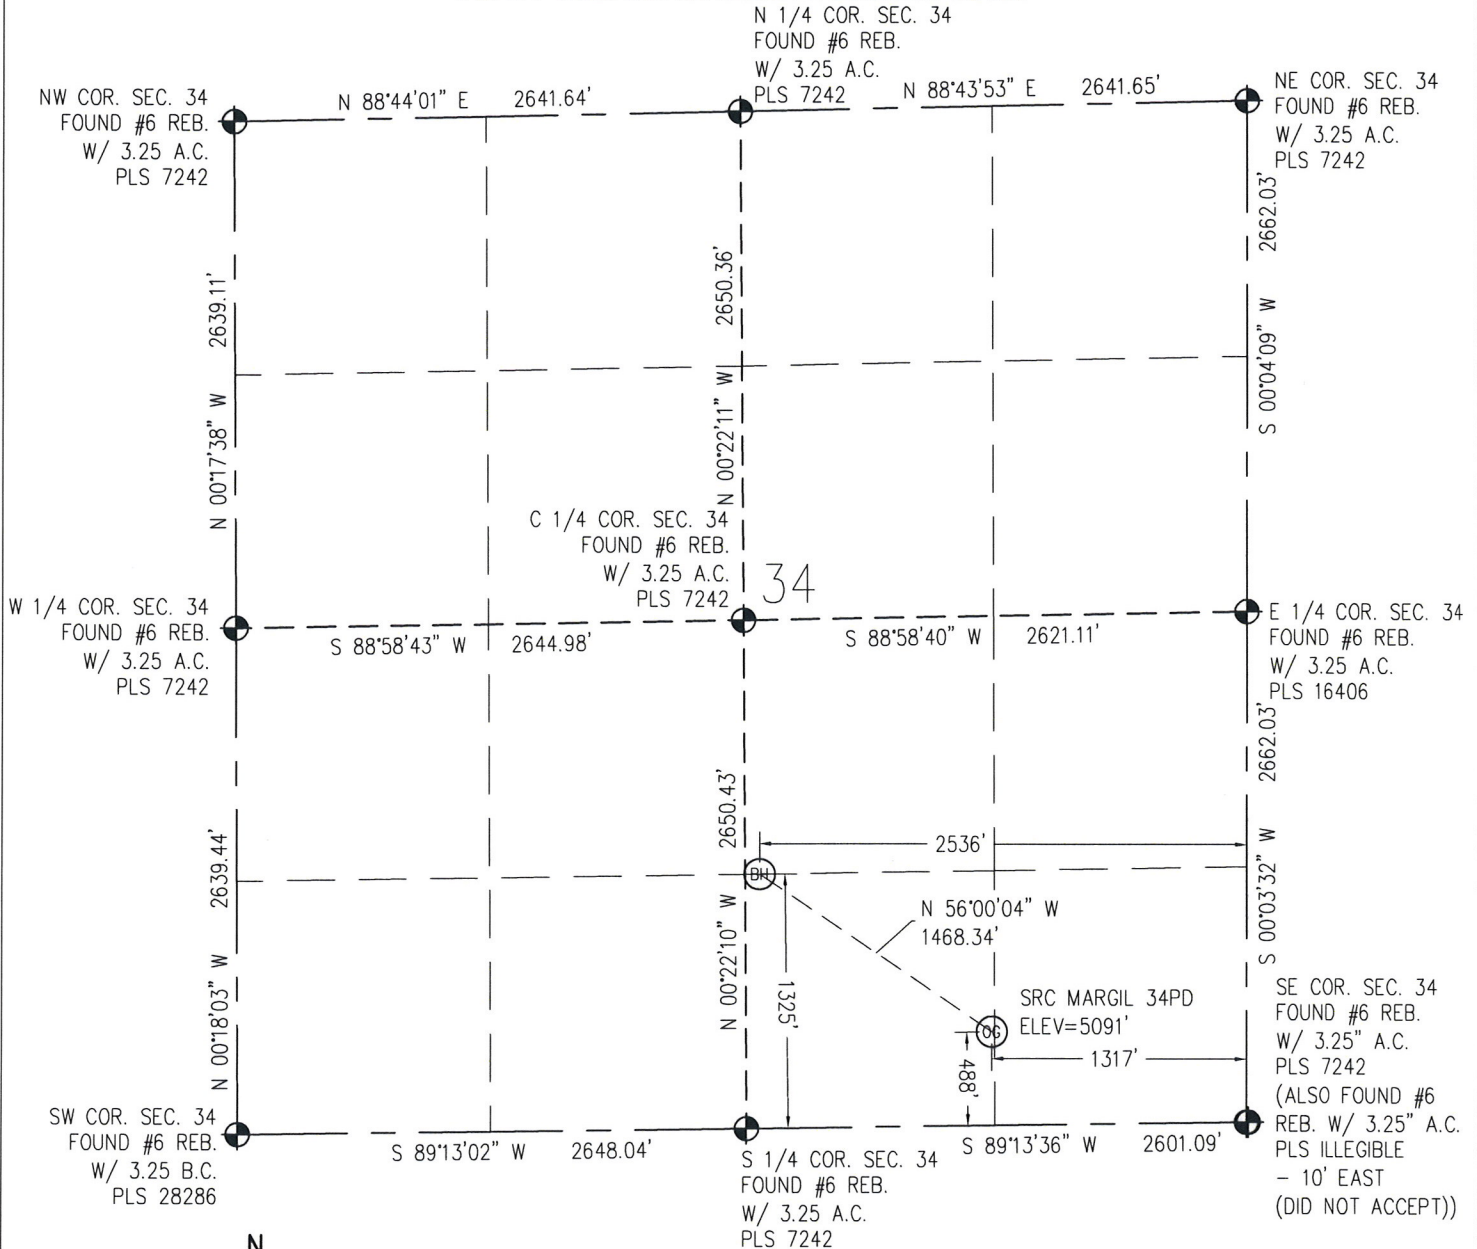 N 1/4 COR. SEC. 34
FOUND #6 REB.
W/ 3.25 A.C.
PLS 7242
NW COR. SEC. 34
FOUND #6 REB.
W/ 3.25 A.C.
PLS 7242
N 88°44'01" E 2641.64'
N 88°43'53" E 2641.65'
NE COR. SEC. 34
FOUND #6 REB.
W/ 3.25 A.C.
PLS 7242
2639.11'
N 00°17'38" W
2650.36'
N 00°22'11" W
2662.03'
S 00°04'09" W
C 1/4 COR. SEC. 34
FOUND #6 REB.
W/ 3.25 A.C.
PLS 7242
34
W 1/4 COR. SEC. 34
FOUND #6 REB.
W/ 3.25 A.C.
PLS 7242
S 88°58'43" W 2644.98'
S 88°58'40" W 2621.11'
E 1/4 COR. SEC. 34
FOUND #6 REB.
W/ 3.25 A.C.
PLS 16406
2639.44'
N 00°18'03" W
2650.43'
N 00°22'10" W
2662.03'
S 00°03'32" W
2536'
BH
N 56°00'04" W
1468.34'
1325'
SRC MARGIL 34PD
ELEV=5091'
OG
1317'
488'
SE COR. SEC. 34
FOUND #6 REB.
W/ 3.25" A.C.
PLS 7242
(ALSO FOUND #6
REB. W/ 3.25" A.C.
PLS ILLEGIBLE
- 10' EAST
(DID NOT ACCEPT))
SW COR. SEC. 34
FOUND #6 REB.
W/ 3.25 B.C.
PLS 28286
S 89°13'02" W 2648.04'
S 89°13'36" W 2601.09'
S 1/4 COR. SEC. 34
FOUND #6 REB.
W/ 3.25 A.C.
PLS 7242
N